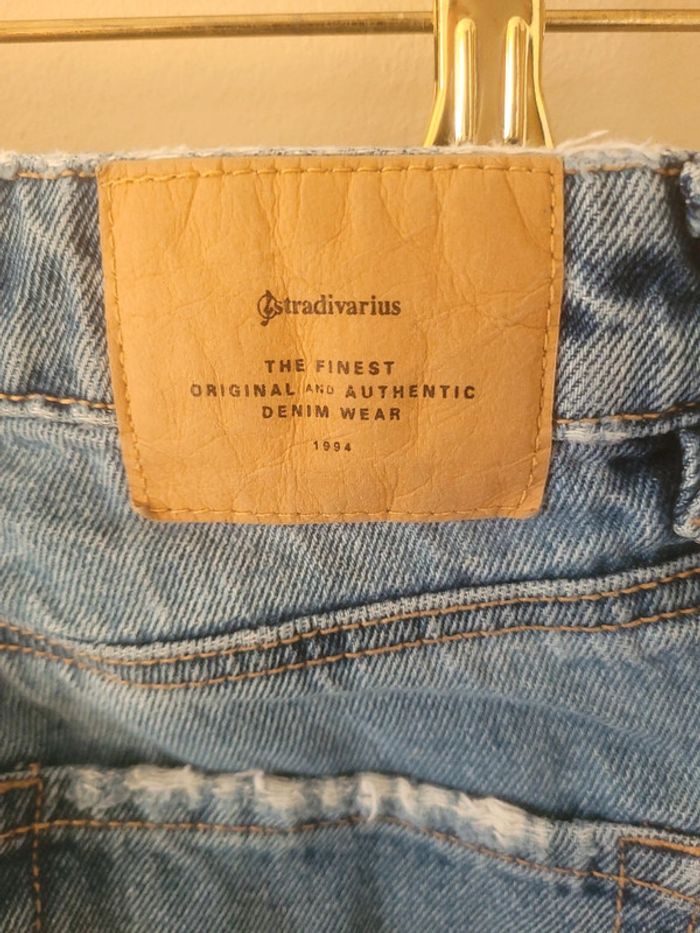 stradivarius
THE FINEST
ORIGINAL AND AUTHENTIC
DENIM WEAR
1994